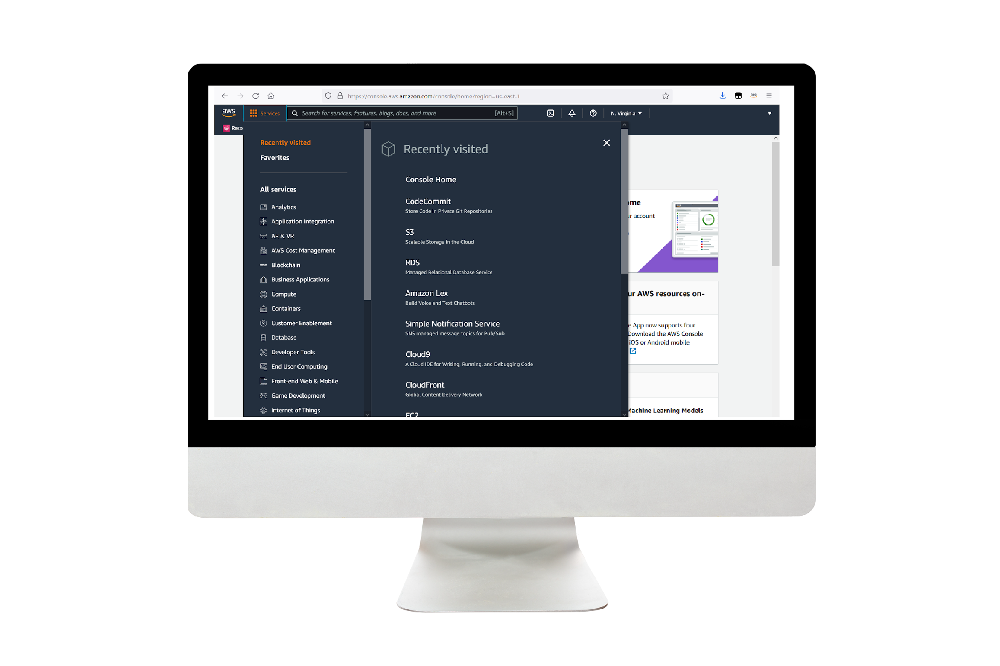 https://console.aws.amazon.com/console/home?region=us-east-1
aws
Services
Search for services, features, blogs, docs, and more
[Alt+S]
N. Virginia
Reso
Recently visited
Favorites
All services
Analytics
Application Integration
AR & VR
AWS Cost Management
Blockchain
Business Applications
Compute
Containers
Customer Enablement
Database
Developer Tools
End User Computing
Front-end Web & Mobile
Game Development
Internet of Things
Recently visited
Console Home
CodeCommit
Store Code in Private Git Repositories
S3
Scalable Storage in the Cloud
RDS
Managed Relational Database Service
Amazon Lex
Build Voice and Text Chatbots
Simple Notification Service
SNS managed message topics for Pub/Sub
Cloud9
A Cloud IDE for Writing, Running, and Debugging Code
CloudFront
Global Content Delivery Network
EC2
ome
ur account
ur AWS resources on-
e App now supports four
Download the AWS Console
iOS or Android mobile
Machine Learning Models